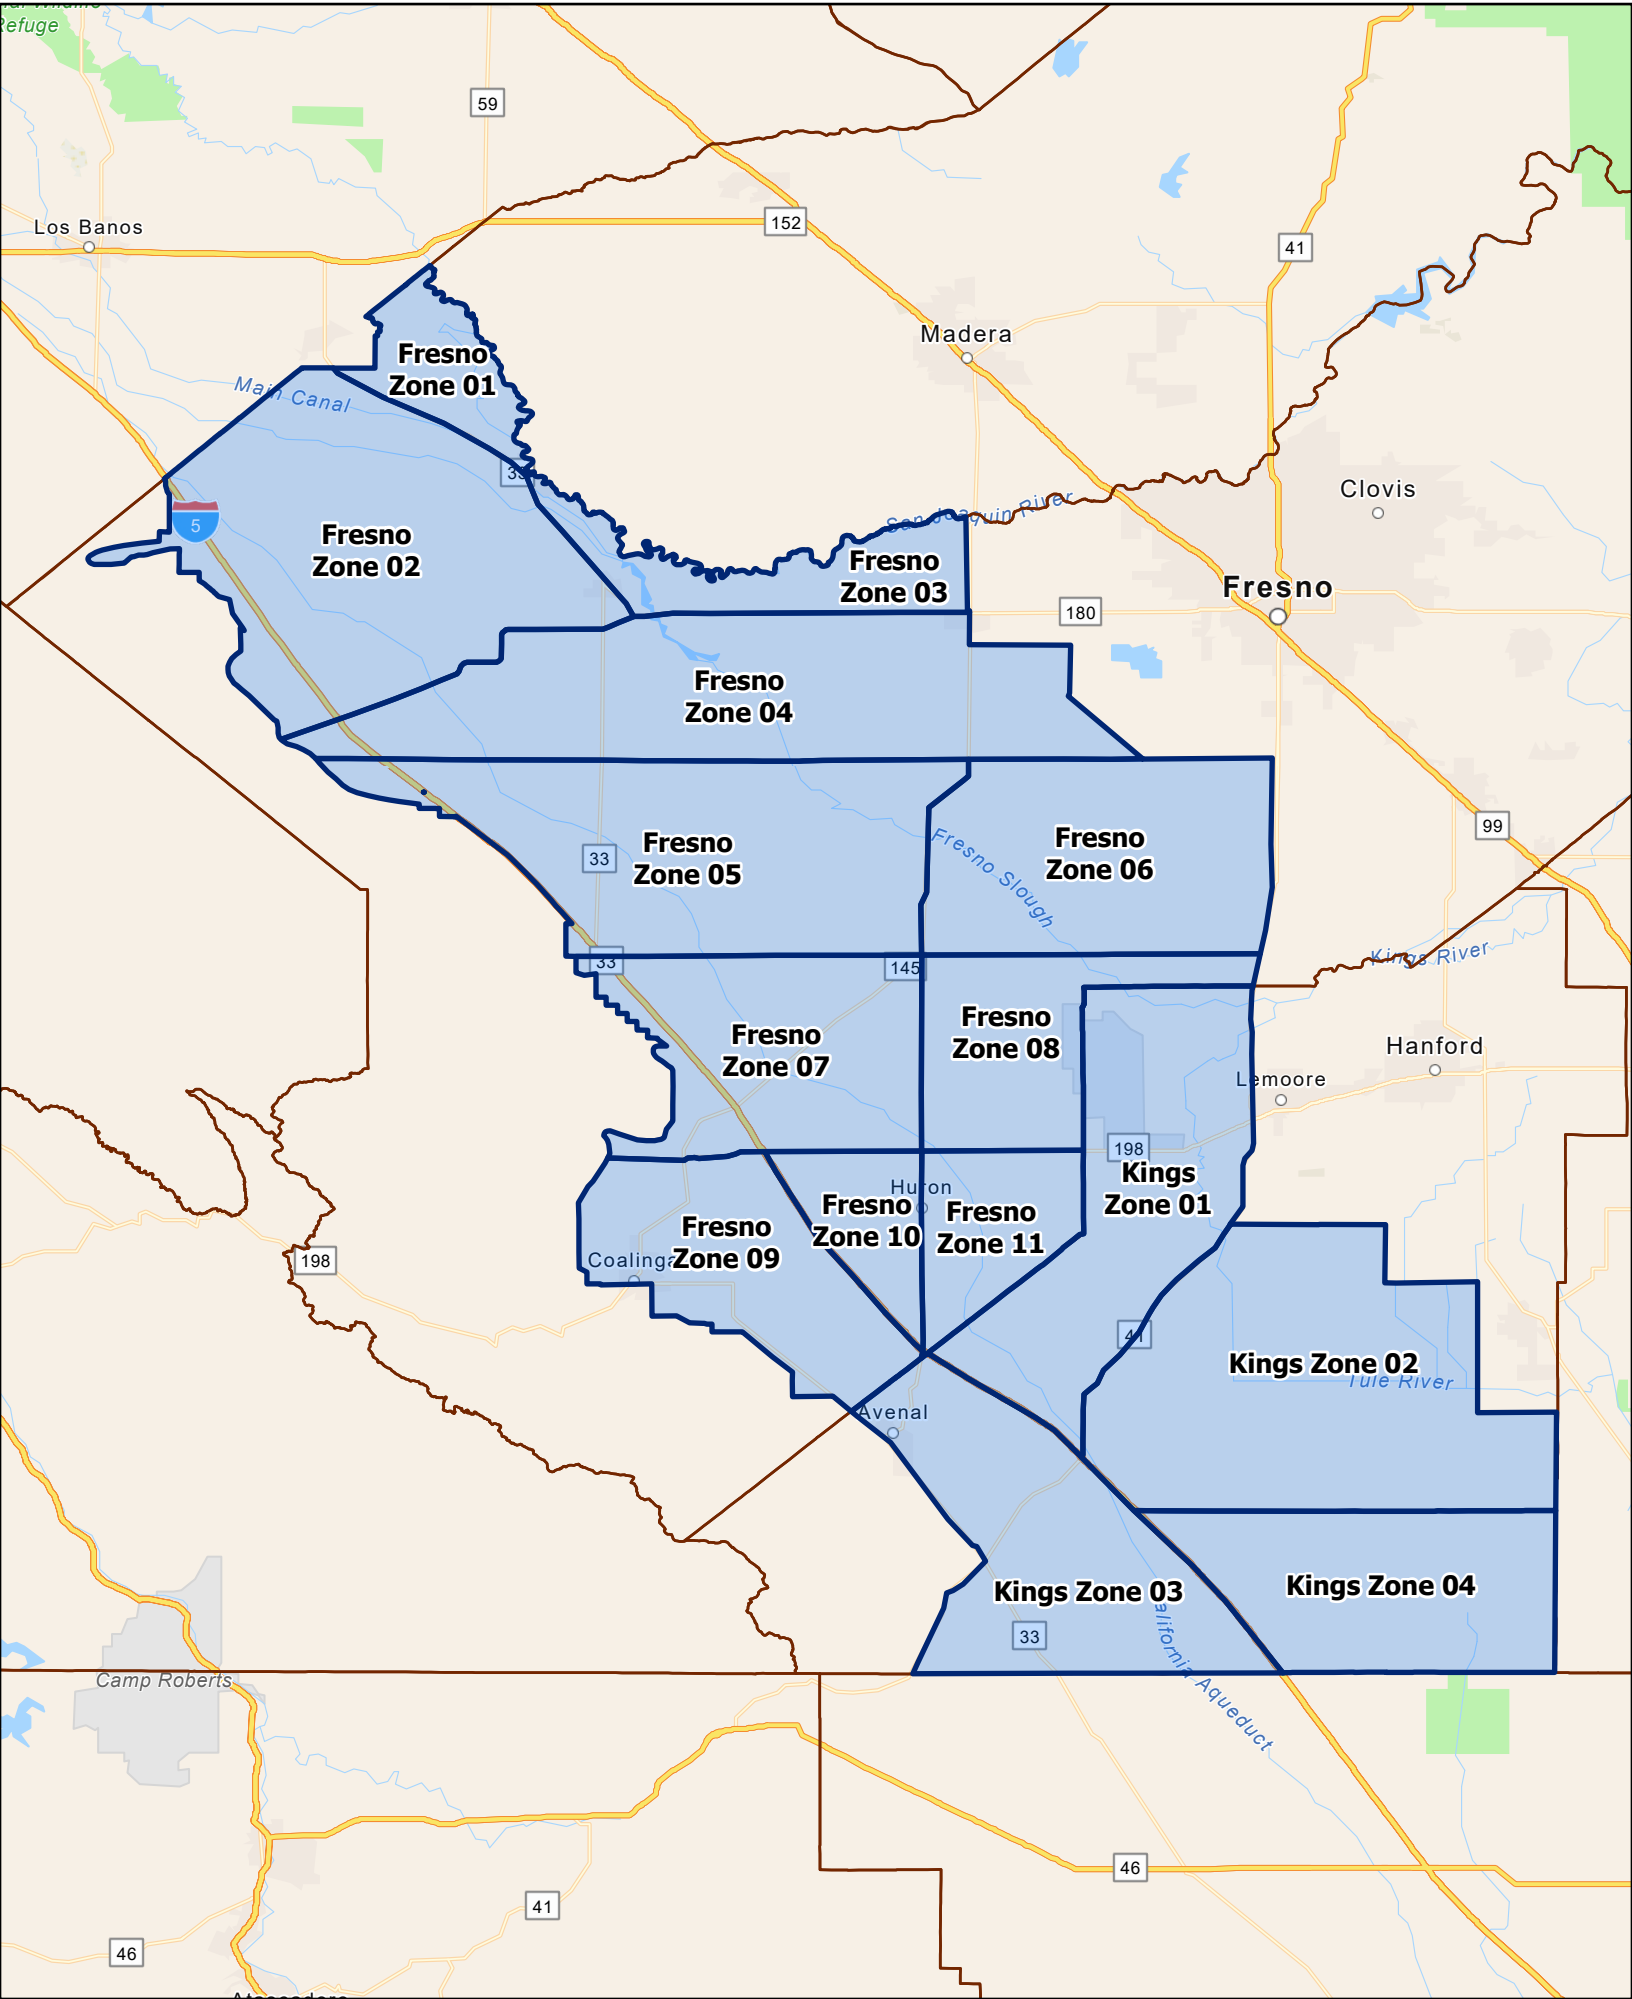 Refuge
59
Los Banos
152
41
Madera
Fresno
Zone 01
Main Canal
33
Clovis
San Joaquin River
5
Fresno
Zone 02
Fresno
Zone 03
Fresno
180
Fresno
Zone 04
99
Fresno
Zone 05
33
Fresno
Zone 06
Fresno Slough
Kings River
33
145
Fresno
Zone 07
Fresno
Zone 08
Hanford
Lemoore
198
Kings
Zone 01
Huron
Fresno
Zone 10
Fresno
Zone 11
Fresno
Zone 09
Coalinga
198
41
Kings Zone 02
Tule River
Avenal
Kings Zone 03
Kings Zone 04
33
California Aqueduct
Camp Roberts
46
41
46
Atascadero